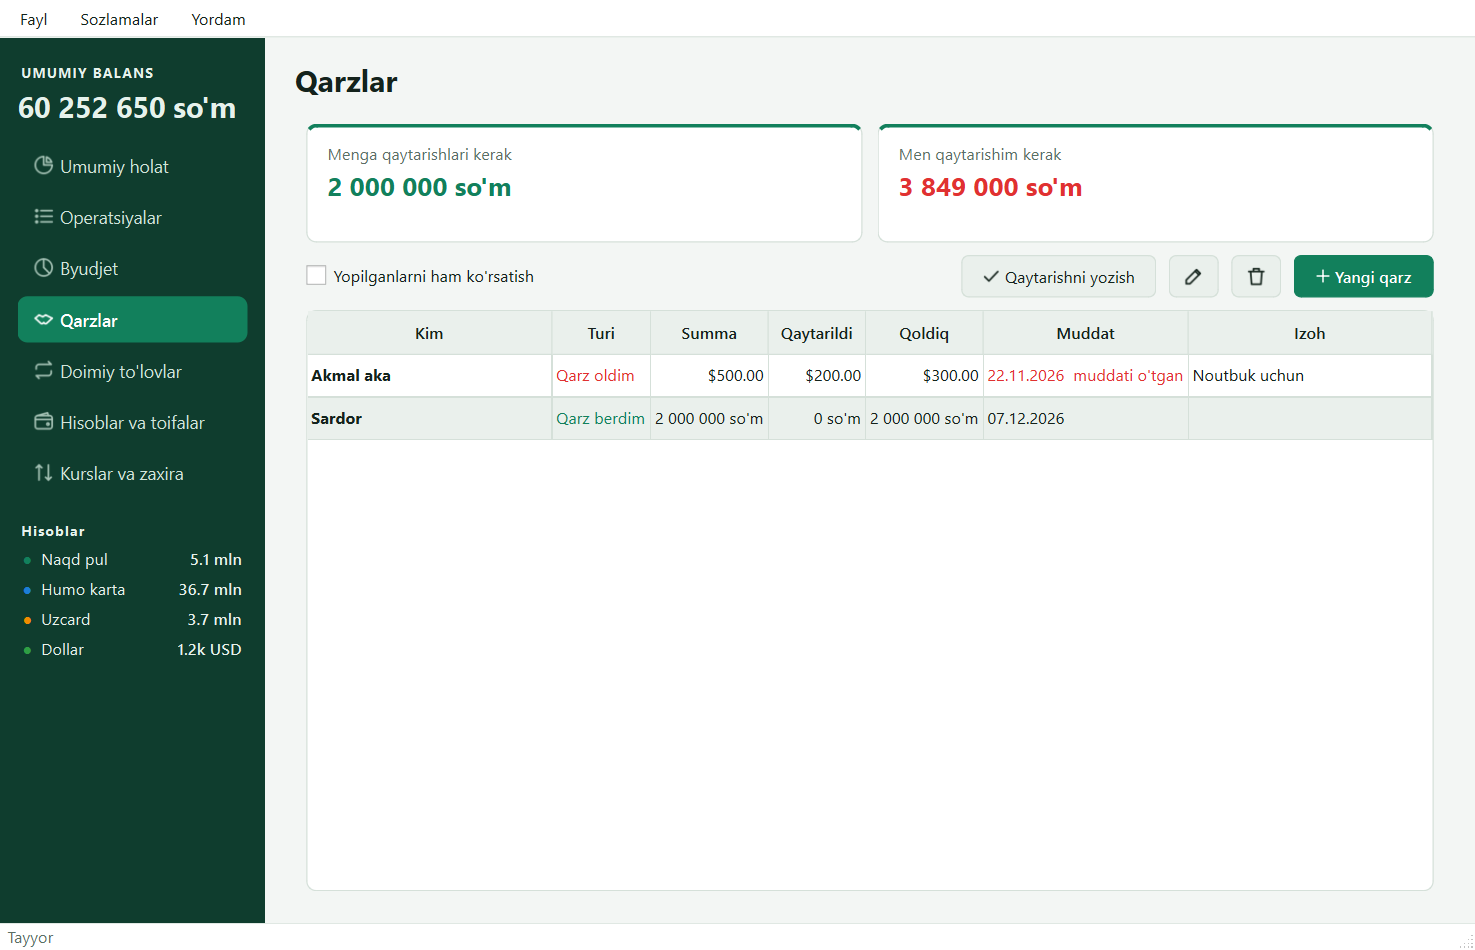 Fayl Sozlamalar Yordam
UMUMIY BALANS
60 252 650 so'm
Umumiy holat
Operatsiyalar
Byudjet
Qarzlar
Doimiy to'lovlar
Hisoblar va toifalar
Kurslar va zaxira
Hisoblar
Naqd pul 5.1 mln
Humo karta 36.7 mln
Uzcard 3.7 mln
Dollar 1.2k USD
Qarzlar
Menga qaytarishlari kerak
2 000 000 so'm
Men qaytarishim kerak
3 849 000 so'm
Yopilganlarni ham ko'rsatish
Qaytarishni yozish
+ Yangi qarz
Kim Turi Summa Qaytarildi Qoldiq Muddat Izoh
Akmal aka Qarz oldim $500.00 $200.00 $300.00 22.11.2026 muddati o'tgan Noutbuk uchun
Sardor Qarz berdim 2 000 000 so'm 0 so'm 2 000 000 so'm 07.12.2026
Tayyor